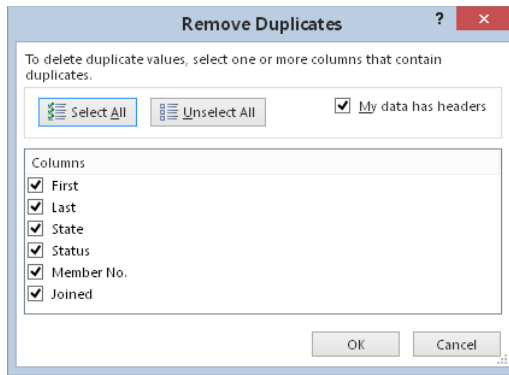 Remove Duplicates ? ×
To delete duplicate values, select one or more columns that contain
duplicates.
Select All Unselect All My data has headers
Columns
First
Last
State
Status
Member No.
Joined
OK Cancel